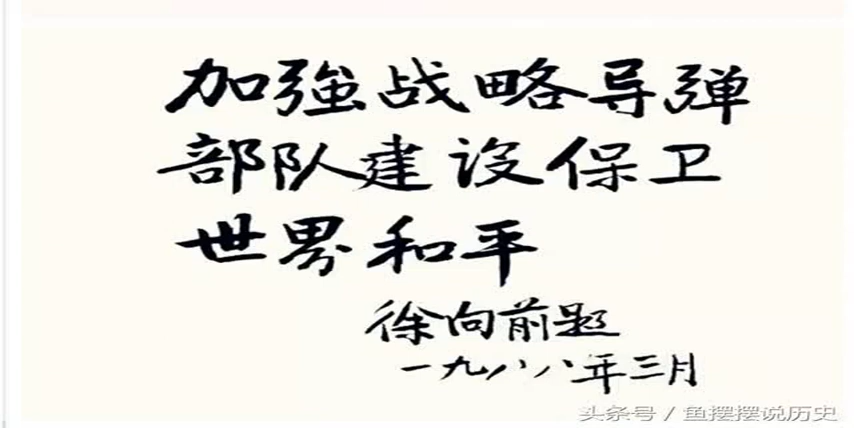 加強战略导弹
部队建设保卫
世界和平
徐向前题
一九八八年三月
头条号 / 鱼摆摆说历史